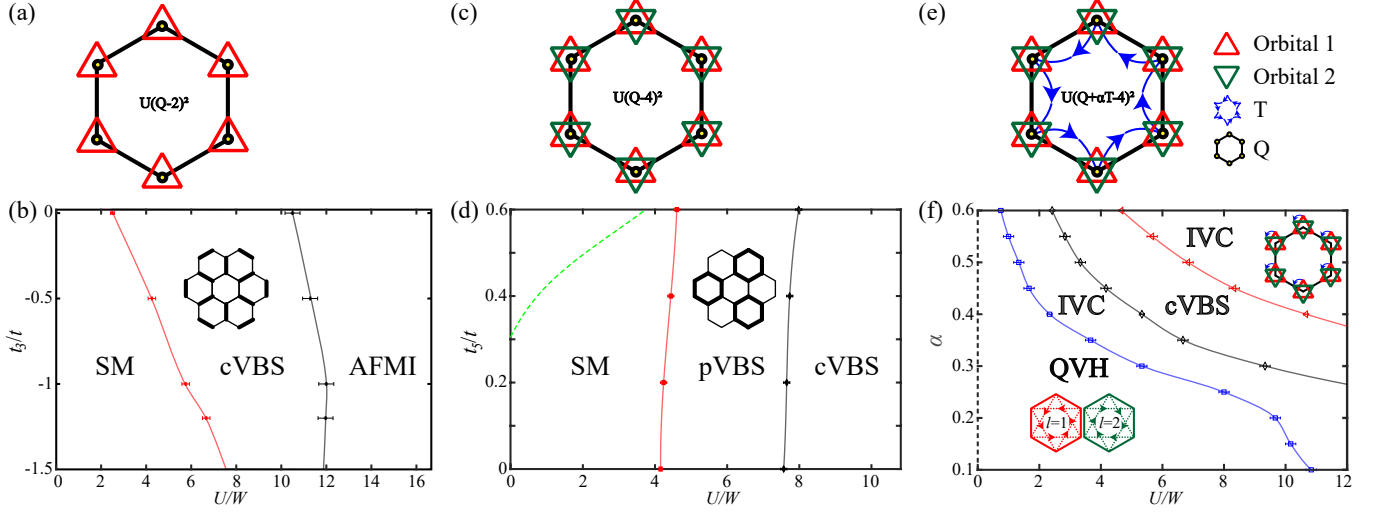 (a)
U(Q-2)²
(b)
t₃/t
0
-0.5
-1
-1.5
SM
cVBS
AFMI
0 2 4 6 8 10 12 14 16
U/W
(c)
U(Q-4)²
(d)
t₅/t
0.6
0.4
0.2
0
SM
pVBS
cVBS
0 2 4 6 8 10
U/W
(e)
U(Q+αT-4)²
Orbital 1
Orbital 2
T
Q
(f)
α
0.6
0.5
0.4
0.3
0.2
0.1
IVC
IVC
cVBS
QVH
l=1
l=2
0 2 4 6 8 10 12
U/W